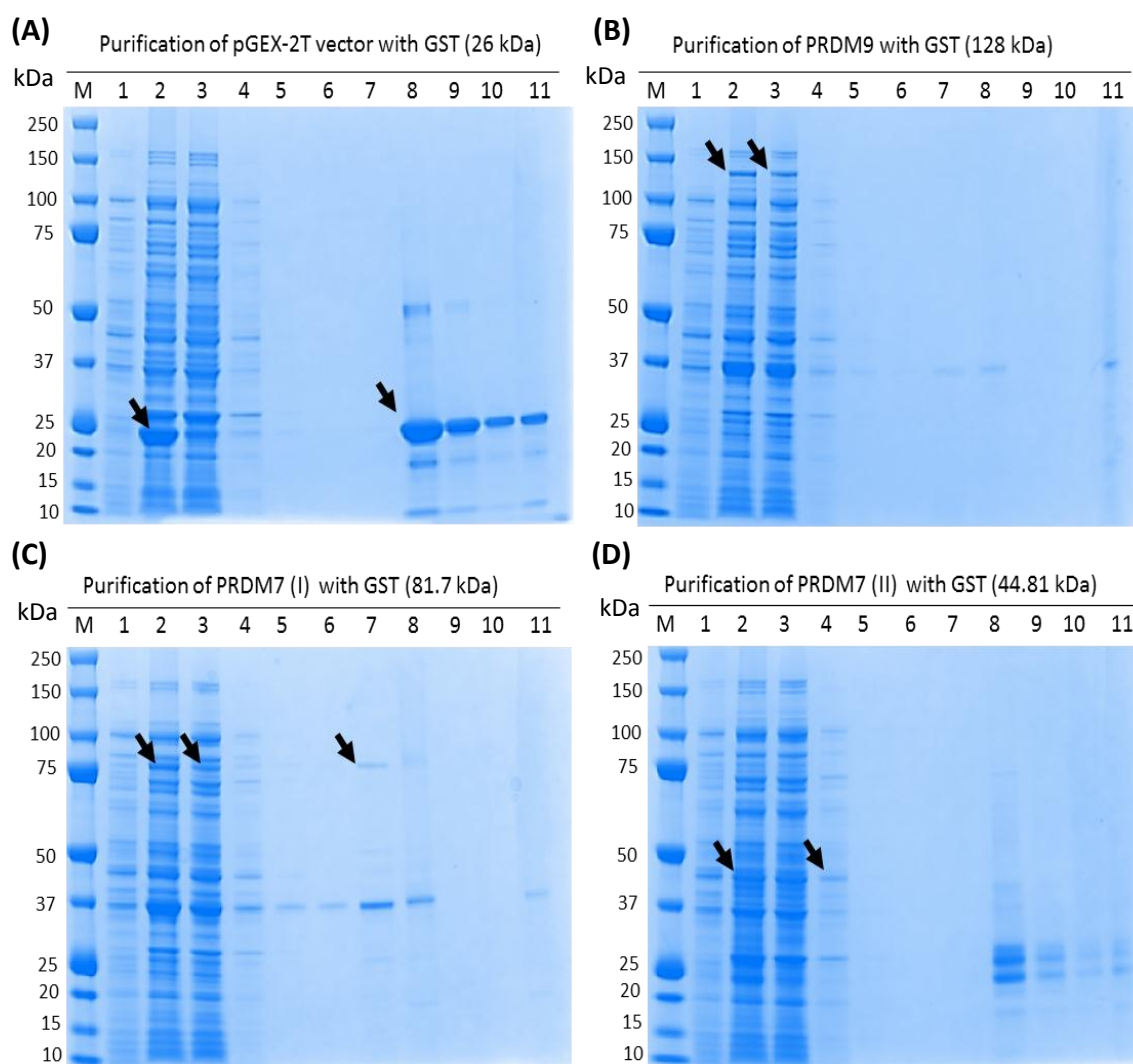 (A)
Purification of pGEX-2T vector with GST (26 kDa)
kDa
M 1 2 3 4 5 6 7 8 9 10 11
250
150
100
75
50
37
25
20
15
10
(B)
Purification of PRDM9 with GST (128 kDa)
kDa
M 1 2 3 4 5 6 7 8 9 10 11
250
150
100
75
50
37
25
20
15
10
(C)
Purification of PRDM7 (I) with GST (81.7 kDa)
kDa
M 1 2 3 4 5 6 7 8 9 10 11
250
150
100
75
50
37
25
20
15
10
(D)
Purification of PRDM7 (II) with GST (44.81 kDa)
kDa
M 1 2 3 4 5 6 7 8 9 10 11
250
150
100
75
50
37
25
20
15
10